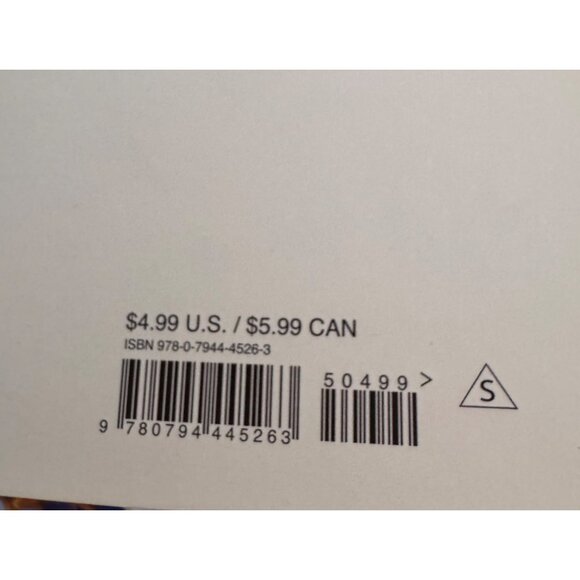 $4.99 U.S. / $5.99 CAN
ISBN 978-0-7944-4526-3
50499 >
S
9 780794 445263